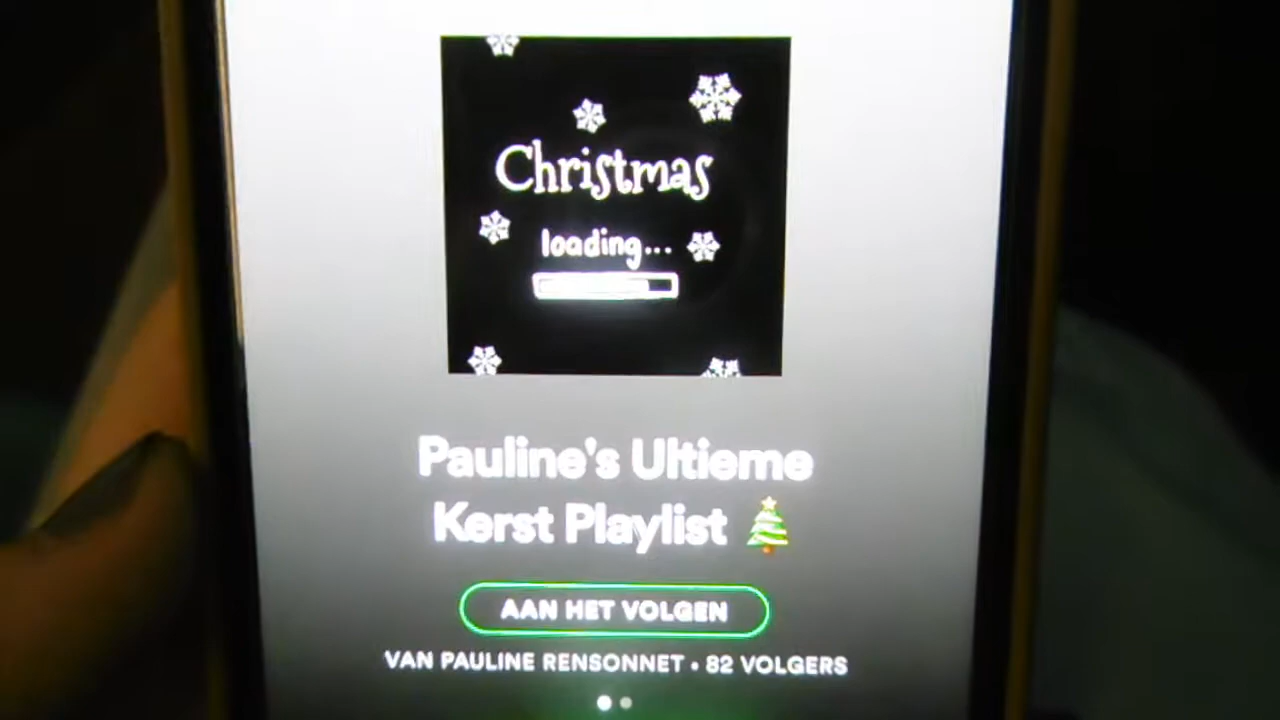 Christmas
loading...
Pauline's Ultieme
Kerst Playlist 🎄
AAN HET VOLGEN
VAN PAULINE RENSONNET • 82 VOLGERS